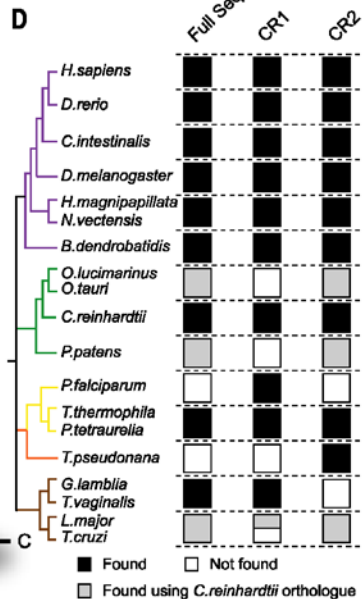 D
Full Seq
CR1
CR2
H.sapiens
D.rerio
C.intestinalis
D.melanogaster
H.magnipapillata
N.vectensis
B.dendrobatidis
O.lucimarinus
O.tauri
C.reinhardtii
P.patens
P.falciparum
T.thermophila
P.tetraurelia
T.pseudonana
G.lamblia
T.vaginalis
L.major
T.cruzi
C
Found
Not found
Found using C.reinhardtii orthologue